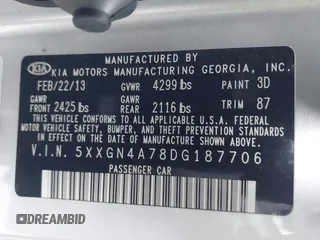 MANUFACTURED BY
KIA KIA MOTORS MANUFACTURING GEORGIA, INC.
FEB/22/13 GVWR 4299 lbs PAINT 3D
GAWR FRONT 2425 lbs GAWR REAR 2116 lbs TRIM 87
THIS VEHICLE CONFORMS TO ALL APPLICABLE U.S.A. FEDERAL MOTOR VEHICLE
SAFETY, BUMPER, AND THEFT PREVENTION STANDARDS
IN EFFECT ON THE DATE OF MANUFACTURE SHOWN ABOVE.
V.I.N. 5XXGN4A78DG187706
PASSENGER CAR
DREAMBID